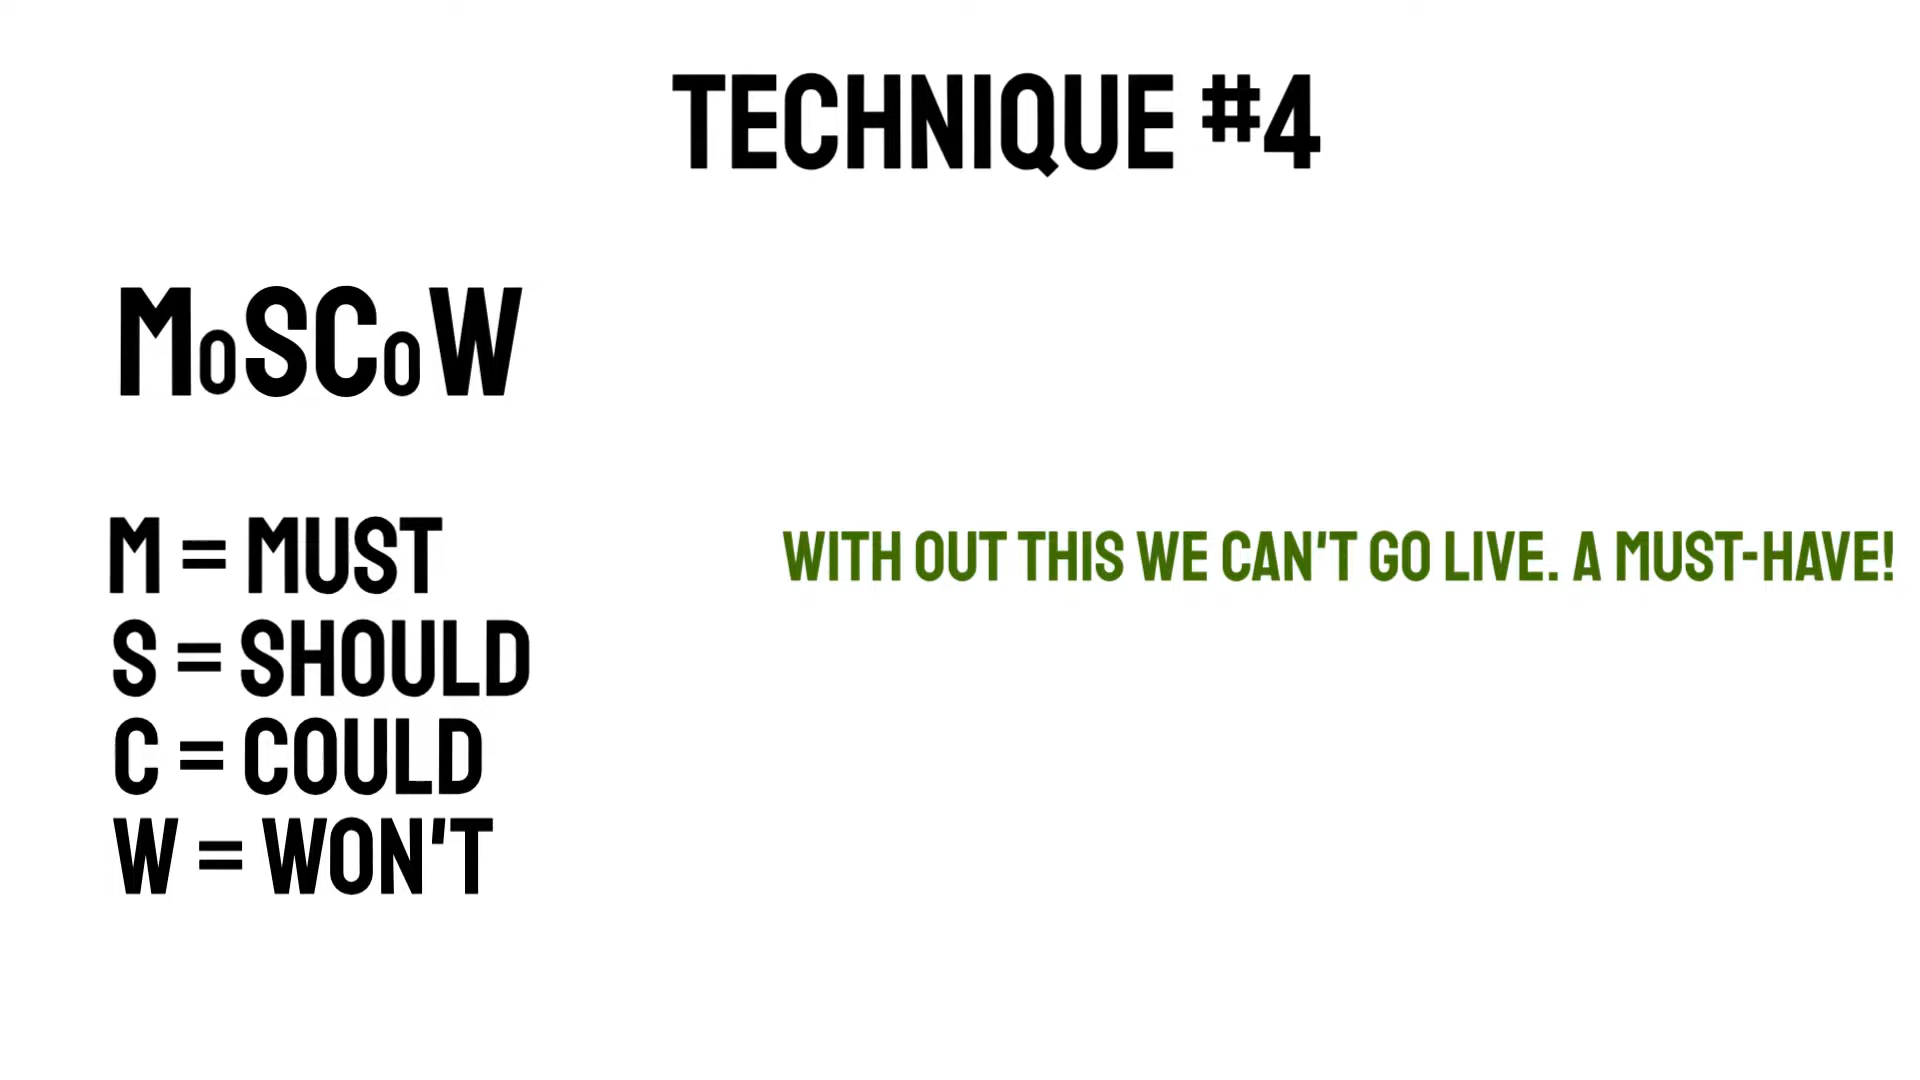 TECHNIQUE #4
MoSCoW
M = MUST
WITH OUT THIS WE CAN'T GO LIVE. A MUST-HAVE!
S = SHOULD
C = COULD
W = WON'T